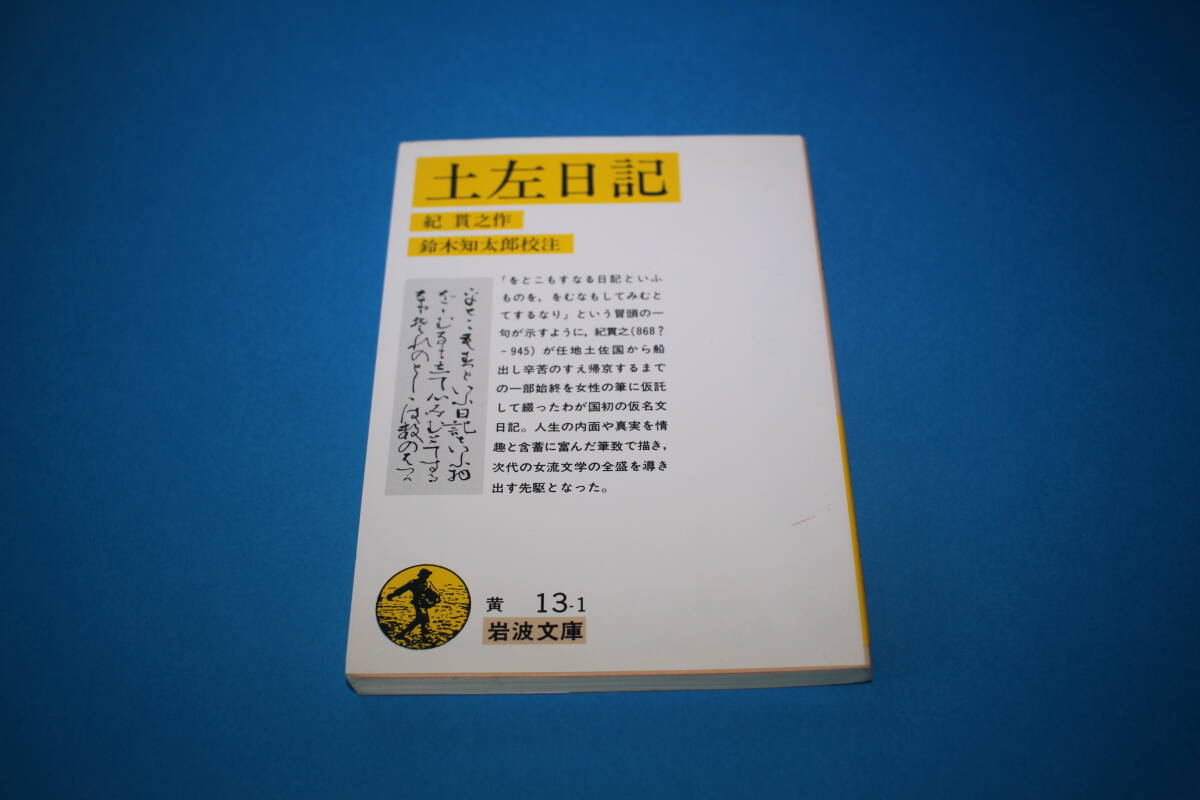 土左日記
紀 貫之作
鈴木知太郎校注
「をとこもすなる日記といふ
ものを，をむなもしてみむと
てするなり」という冒頭の一
句が示すように，紀貫之(868？
-945) が任地土佐国から船
出し辛苦のすえ帰京するまで
の一部始終を女性の筆に仮託
して綴ったわが国初の仮名文
日記。人生の内面や真実を情
趣と含蓄に富んだ筆致で描き，
次代の女流文学の全盛を導き
出す先駆となった。
黄 13-1
岩波文庫